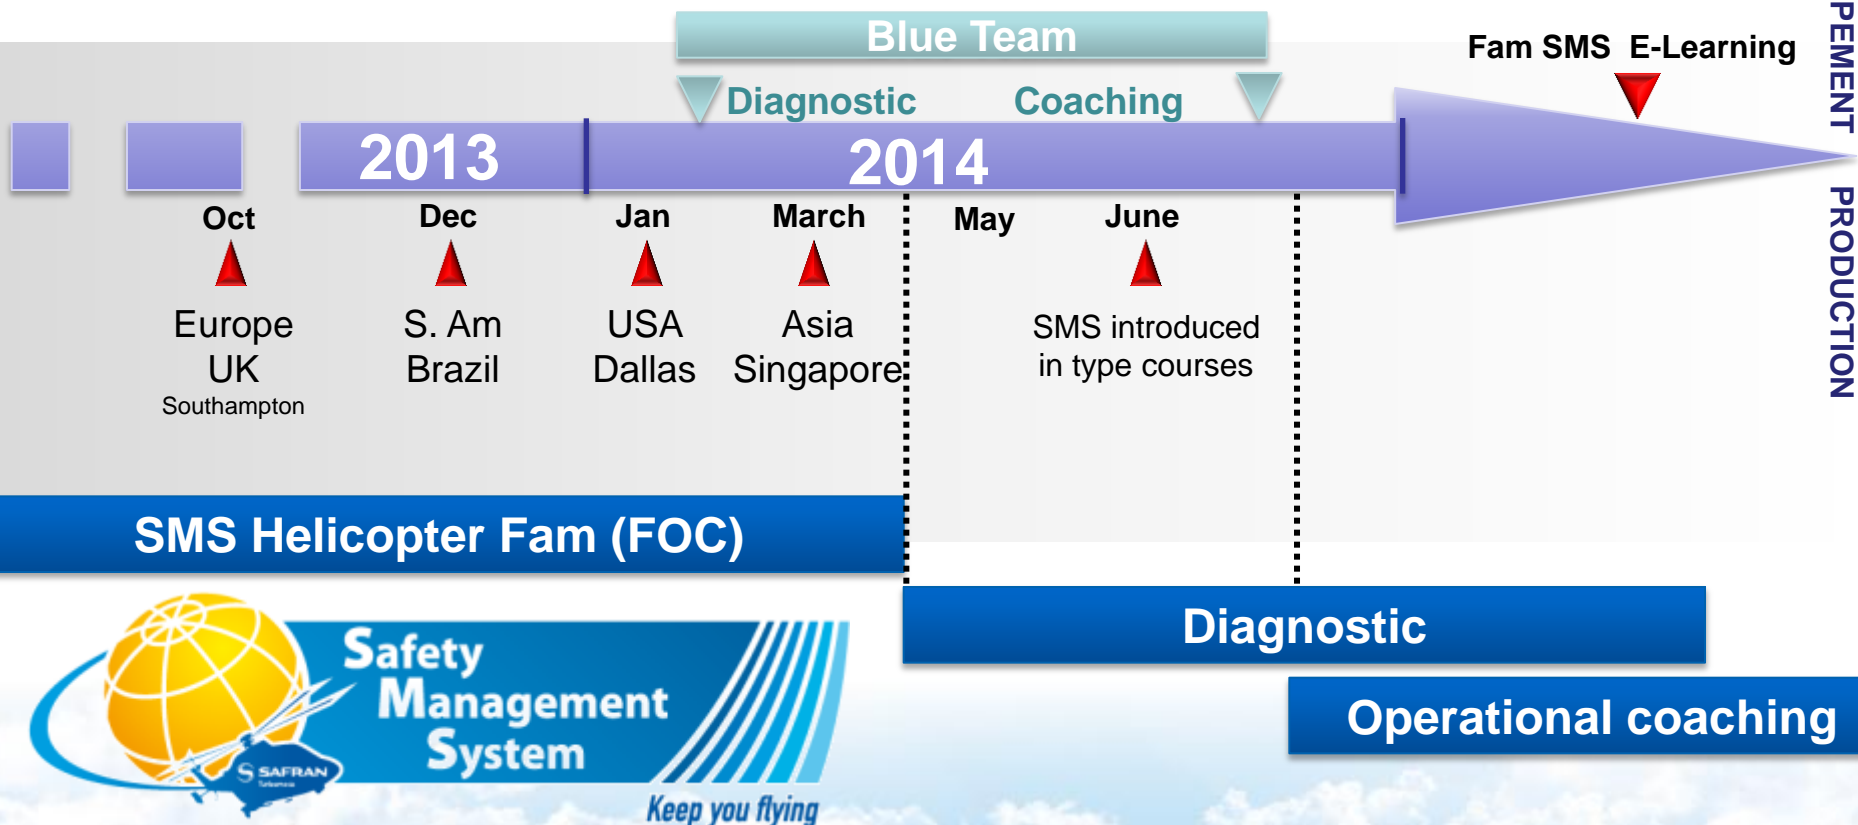 Blue Team
Fam SMS E-Learning
Diagnostic
Coaching
2013
2014
Oct
Dec
Jan
March
May
June
Europe
UK
Southampton
S. Am
Brazil
USA
Dallas
Asia
Singapore
SMS introduced
in type courses
PEMENT PRODUCTION
SMS Helicopter Fam (FOC)
Diagnostic
Operational coaching
Safety
Management
System
SAFRAN
Turbomeca
Keep you flying